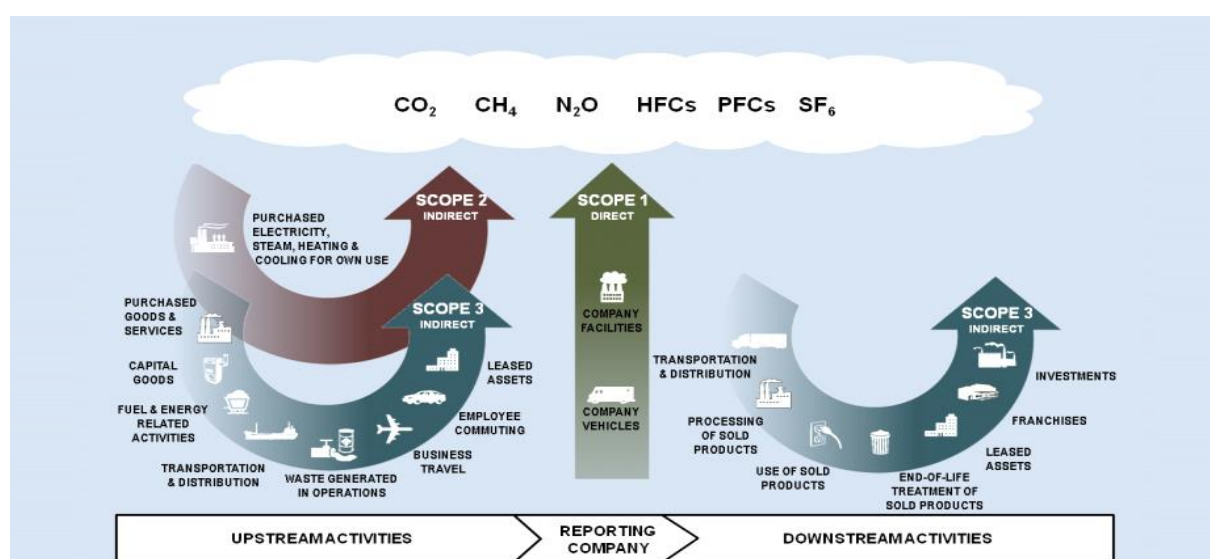 CO₂ CH₄ N₂O HFCs PFCs SF₆
SCOPE 2
INDIRECT
SCOPE 1
DIRECT
PURCHASED
ELECTRICITY,
STEAM, HEATING &
COOLING FOR OWN USE
PURCHASED
GOODS &
SERVICES
CAPITAL
GOODS
FUEL & ENERGY
RELATED
ACTIVITIES
TRANSPORTATION
& DISTRIBUTION
WASTE GENERATED
IN OPERATIONS
BUSINESS
TRAVEL
EMPLOYEE
COMMUTING
LEASED
ASSETS
SCOPE 3
INDIRECT
COMPANY
FACILITIES
COMPANY
VEHICLES
SCOPE 3
INDIRECT
TRANSPORTATION
& DISTRIBUTION
PROCESSING
OF SOLD
PRODUCTS
USE OF SOLD
PRODUCTS
END-OF-LIFE
TREATMENT OF
SOLD PRODUCTS
LEASED
ASSETS
FRANCHISES
INVESTMENTS
UPSTREAMACTIVITIES
REPORTING
COMPANY
DOWNSTREAMACTIVITIES